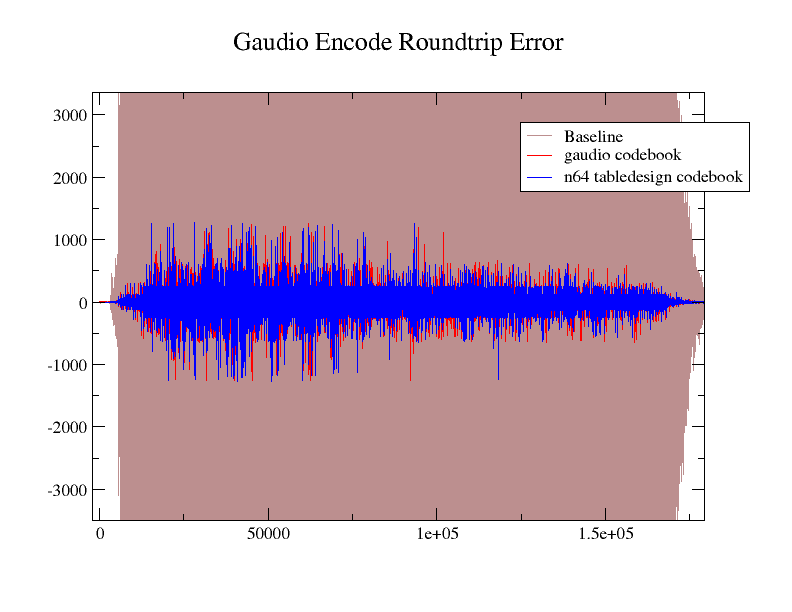 Gaudio Encode Roundtrip Error
3000
2000
1000
0
-1000
-2000
-3000
Baseline
gaudio codebook
n64 tabledesign codebook
0 50000 1e+05 1.5e+05